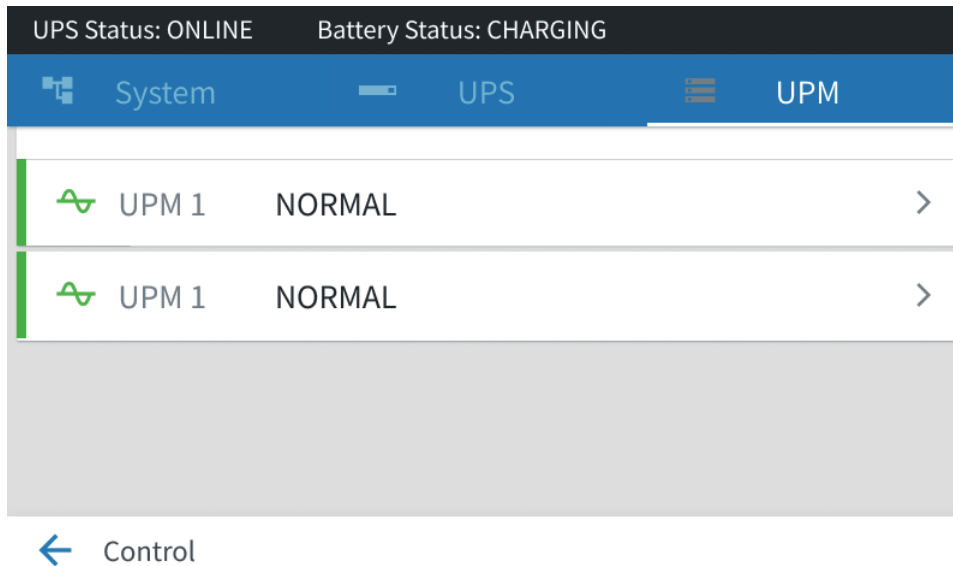 UPS Status: ONLINE Battery Status: CHARGING
System UPS UPM
UPM 1 NORMAL
UPM 1 NORMAL
Control